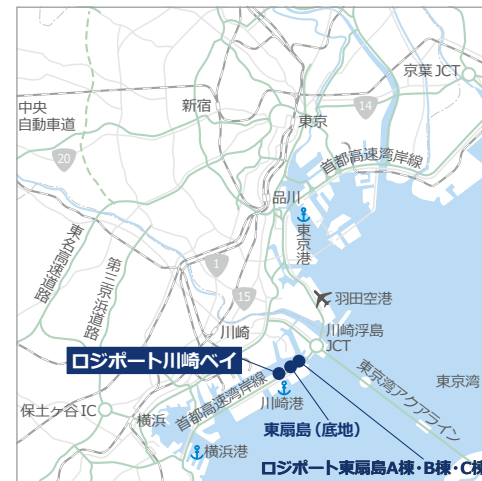 京葉JCT
新宿
14
中央
自動車道
東京
20
首都高速湾岸線
品川
東京港
東名高速道路
第三京浜道路
1
15
羽田空港
川崎
川崎浮島
JCT
ロジポート川崎ベイ
首都高速湾岸線
川崎港
東京湾アクアライン
東京湾
保土ヶ谷IC
横浜
東扇島（底地）
横浜港
ロジポート東扇島A棟・B棟・C棟